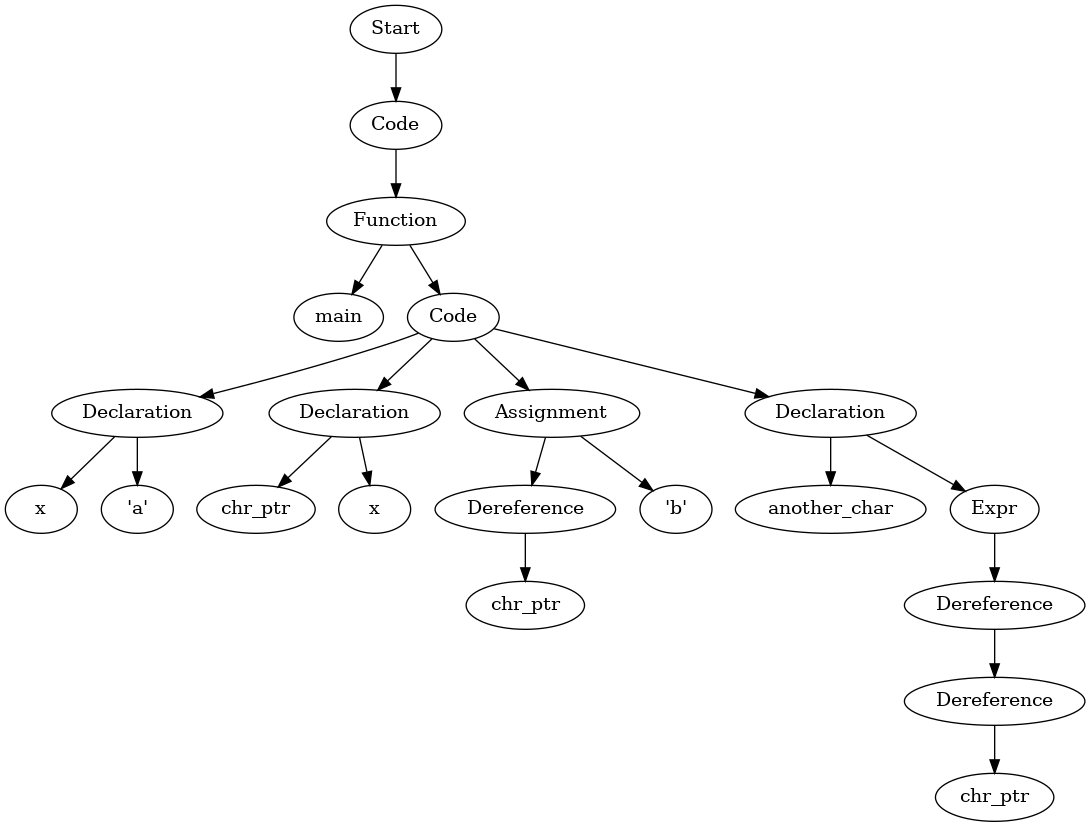 Start
Code
Function
main
Code
Declaration
Declaration
Assignment
Declaration
x
'a'
chr_ptr
x
Dereference
'b'
another_char
Expr
chr_ptr
Dereference
Dereference
chr_ptr